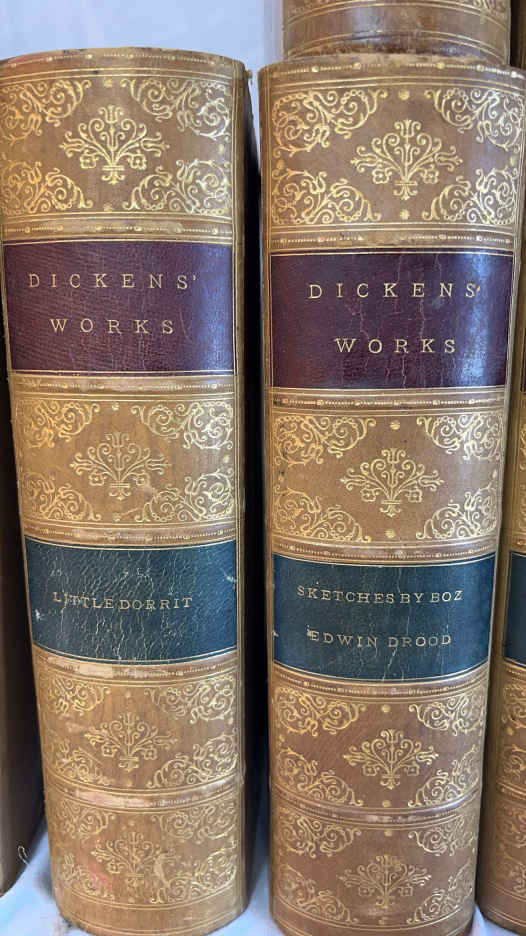 DICKENS'
WORKS
LITTLE DORRIT
DICKENS'
WORKS
SKETCHES BY BOZ
EDWIN DROOD